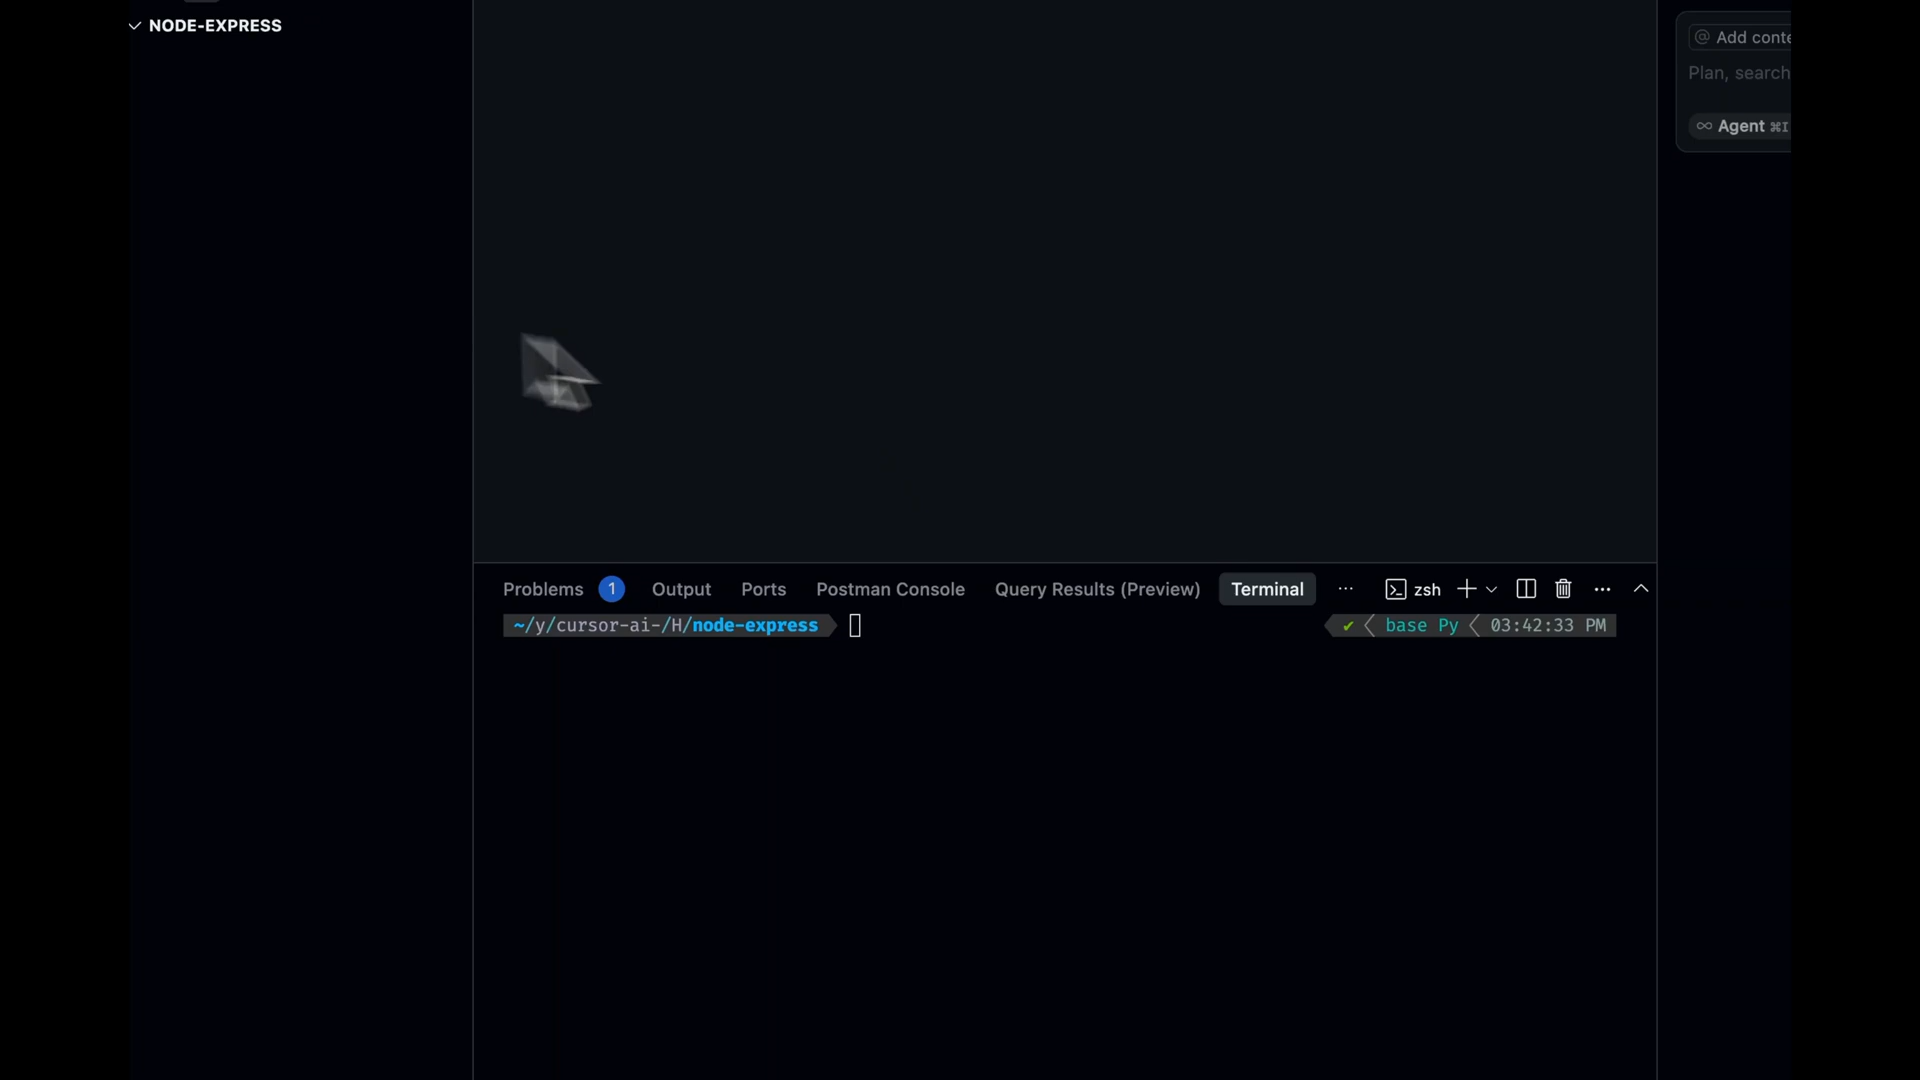 NODE-EXPRESS
@ Add conte
Plan, search
∞ Agent ⌘I
Problems 1 Output Ports Postman Console Query Results (Preview) Terminal ··· zsh
~/y/cursor-ai-/H/node-express
✔ base Py 03:42:33 PM